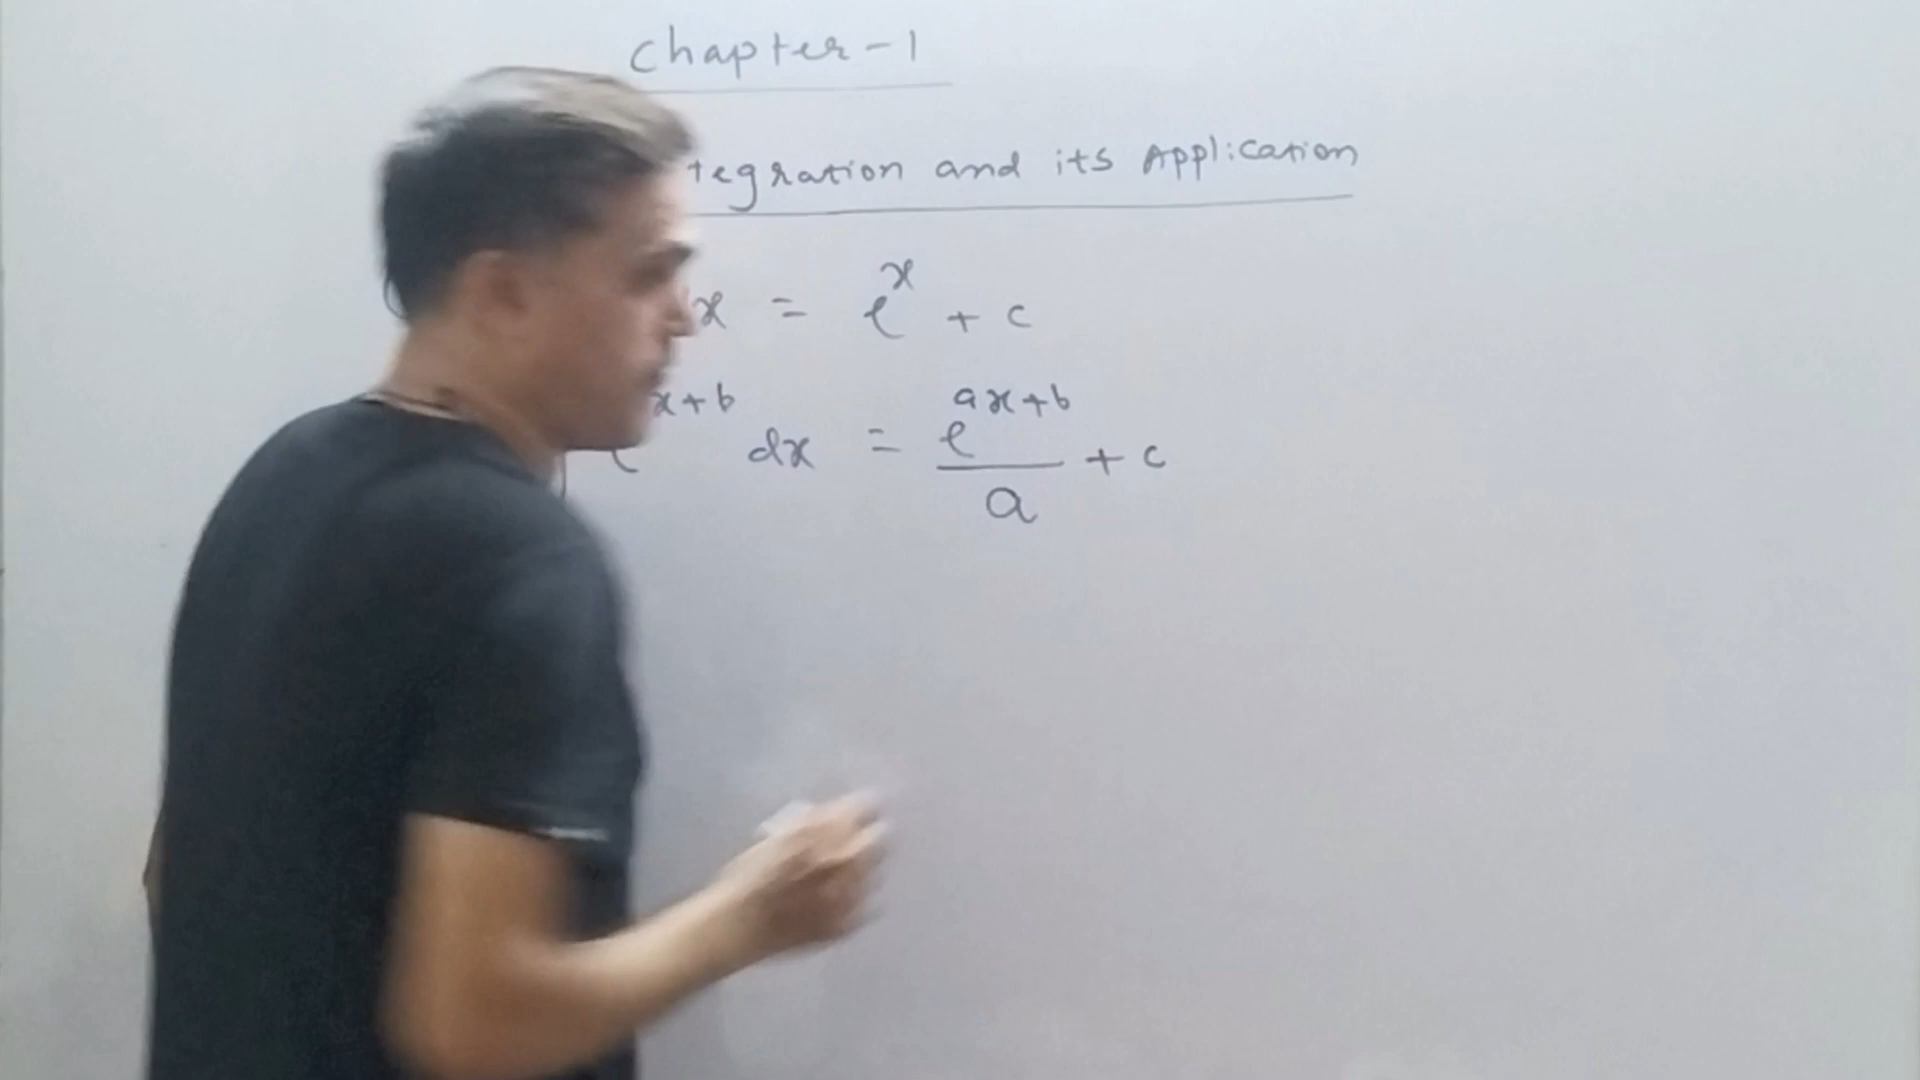 Chapter-1
tegration and its Application
x = e^x + c
x+b dx = e^(ax+b)/a + c